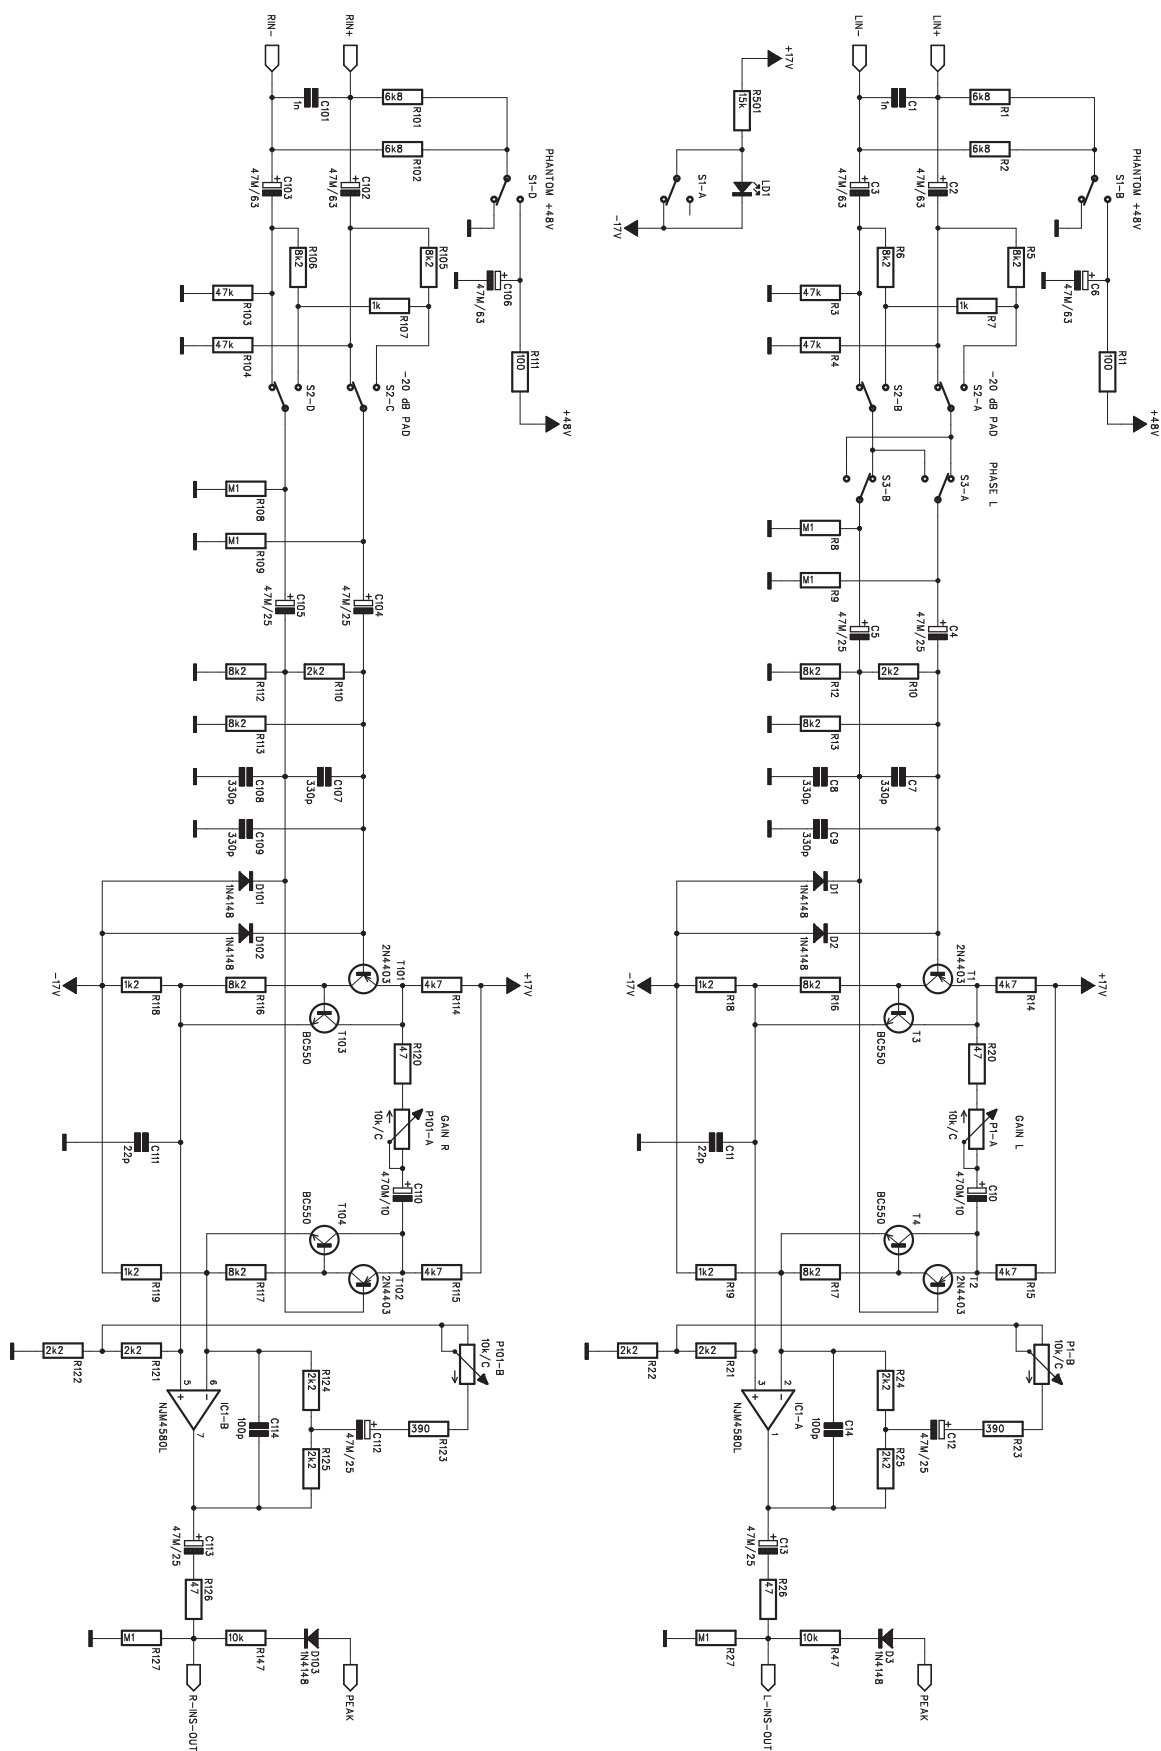 RIN-
RIN+
LIN-
LIN+
+17V
C101
1n
6k8
R101
6k8
R102
R501
15k
C1
1n
6k8
R1
6k8
R2
PHANTOM +48V
S1-D
C103
47M/63
C102
47M/63
S1-A
LD1
-17V
C3
47M/63
C2
47M/63
PHANTOM +48V
S1-B
R106
8k2
R105
8k2
C106
47M/63
R6
8k2
R5
8k2
C6
47M/63
47k
R103
1k
R107
47k
R104
R111
100
+48V
47k
R3
1k
R7
47k
R4
R11
100
+48V
S2-D
S2-C
-20 dB PAD
S2-B
S2-A
-20 dB PAD
S3-B
S3-A
PHASE L
M1
R108
M1
R109
M1
R8
M1
R9
C105
47M/25
C104
47M/25
C5
47M/25
C4
47M/25
8k2
R112
2k2
R110
8k2
R12
2k2
R10
8k2
R113
8k2
R13
C108
330p
C107
330p
C8
330p
C7
330p
C109
330p
C9
330p
D101
1N4148
D1
1N4148
D102
1N4148
D2
1N4148
-17V
1k2
R118
8k2
R116
2N4403
T101
4k7
R114
+17V
-17V
1k2
R18
8k2
R16
2N4403
T1
4k7
R14
+17V
BC550
T103
R120
47
BC550
T3
R20
47
10k/C
P101-A
GAIN R
10k/C
P1-A
GAIN L
C111
22p
C110
470M/10
C11
22p
C10
470M/10
BC550
T104
BC550
T4
1k2
R119
8k2
R117
2N4403
T102
4k7
R115
1k2
R19
8k2
R17
2N4403
T2
4k7
R15
2k2
R122
2k2
R121
P101-B
10k/C
2k2
R22
2k2
R21
P1-B
10k/C
5
+
6
-
7
IC1-B
NJM4580L
R124
2k2
R125
2k2
C114
100p
C112
47M/25
390
R123
3
+
2
-
1
IC1-A
NJM4580L
R24
2k2
R25
2k2
C14
100p
C12
47M/25
390
R23
C113
47M/25
C13
47M/25
R126
47
R26
47
M1
R127
10k
R147
D103
1N4148
M1
R27
10k
R47
D3
1N4148
R-INS-OUT
PEAK
L-INS-OUT
PEAK